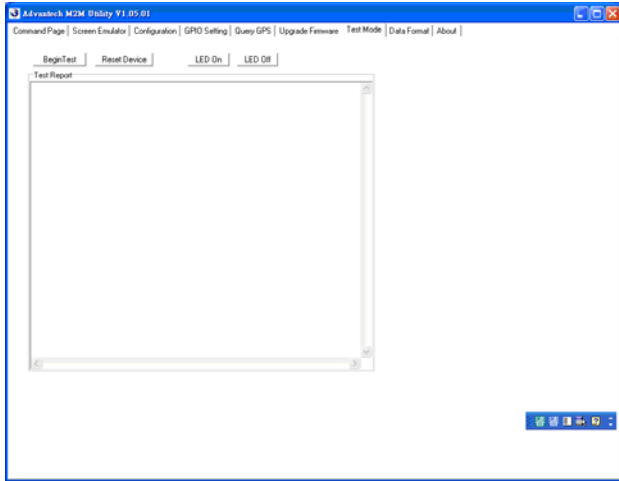 Advantech M2M Utility V1.05.01
Command Page Screen Emulator Configuration GPIO Setting Query GPS Upgrade Firmware Test Mode Data Format About
BeginTest Reset Device LED On LED Off
Test Report